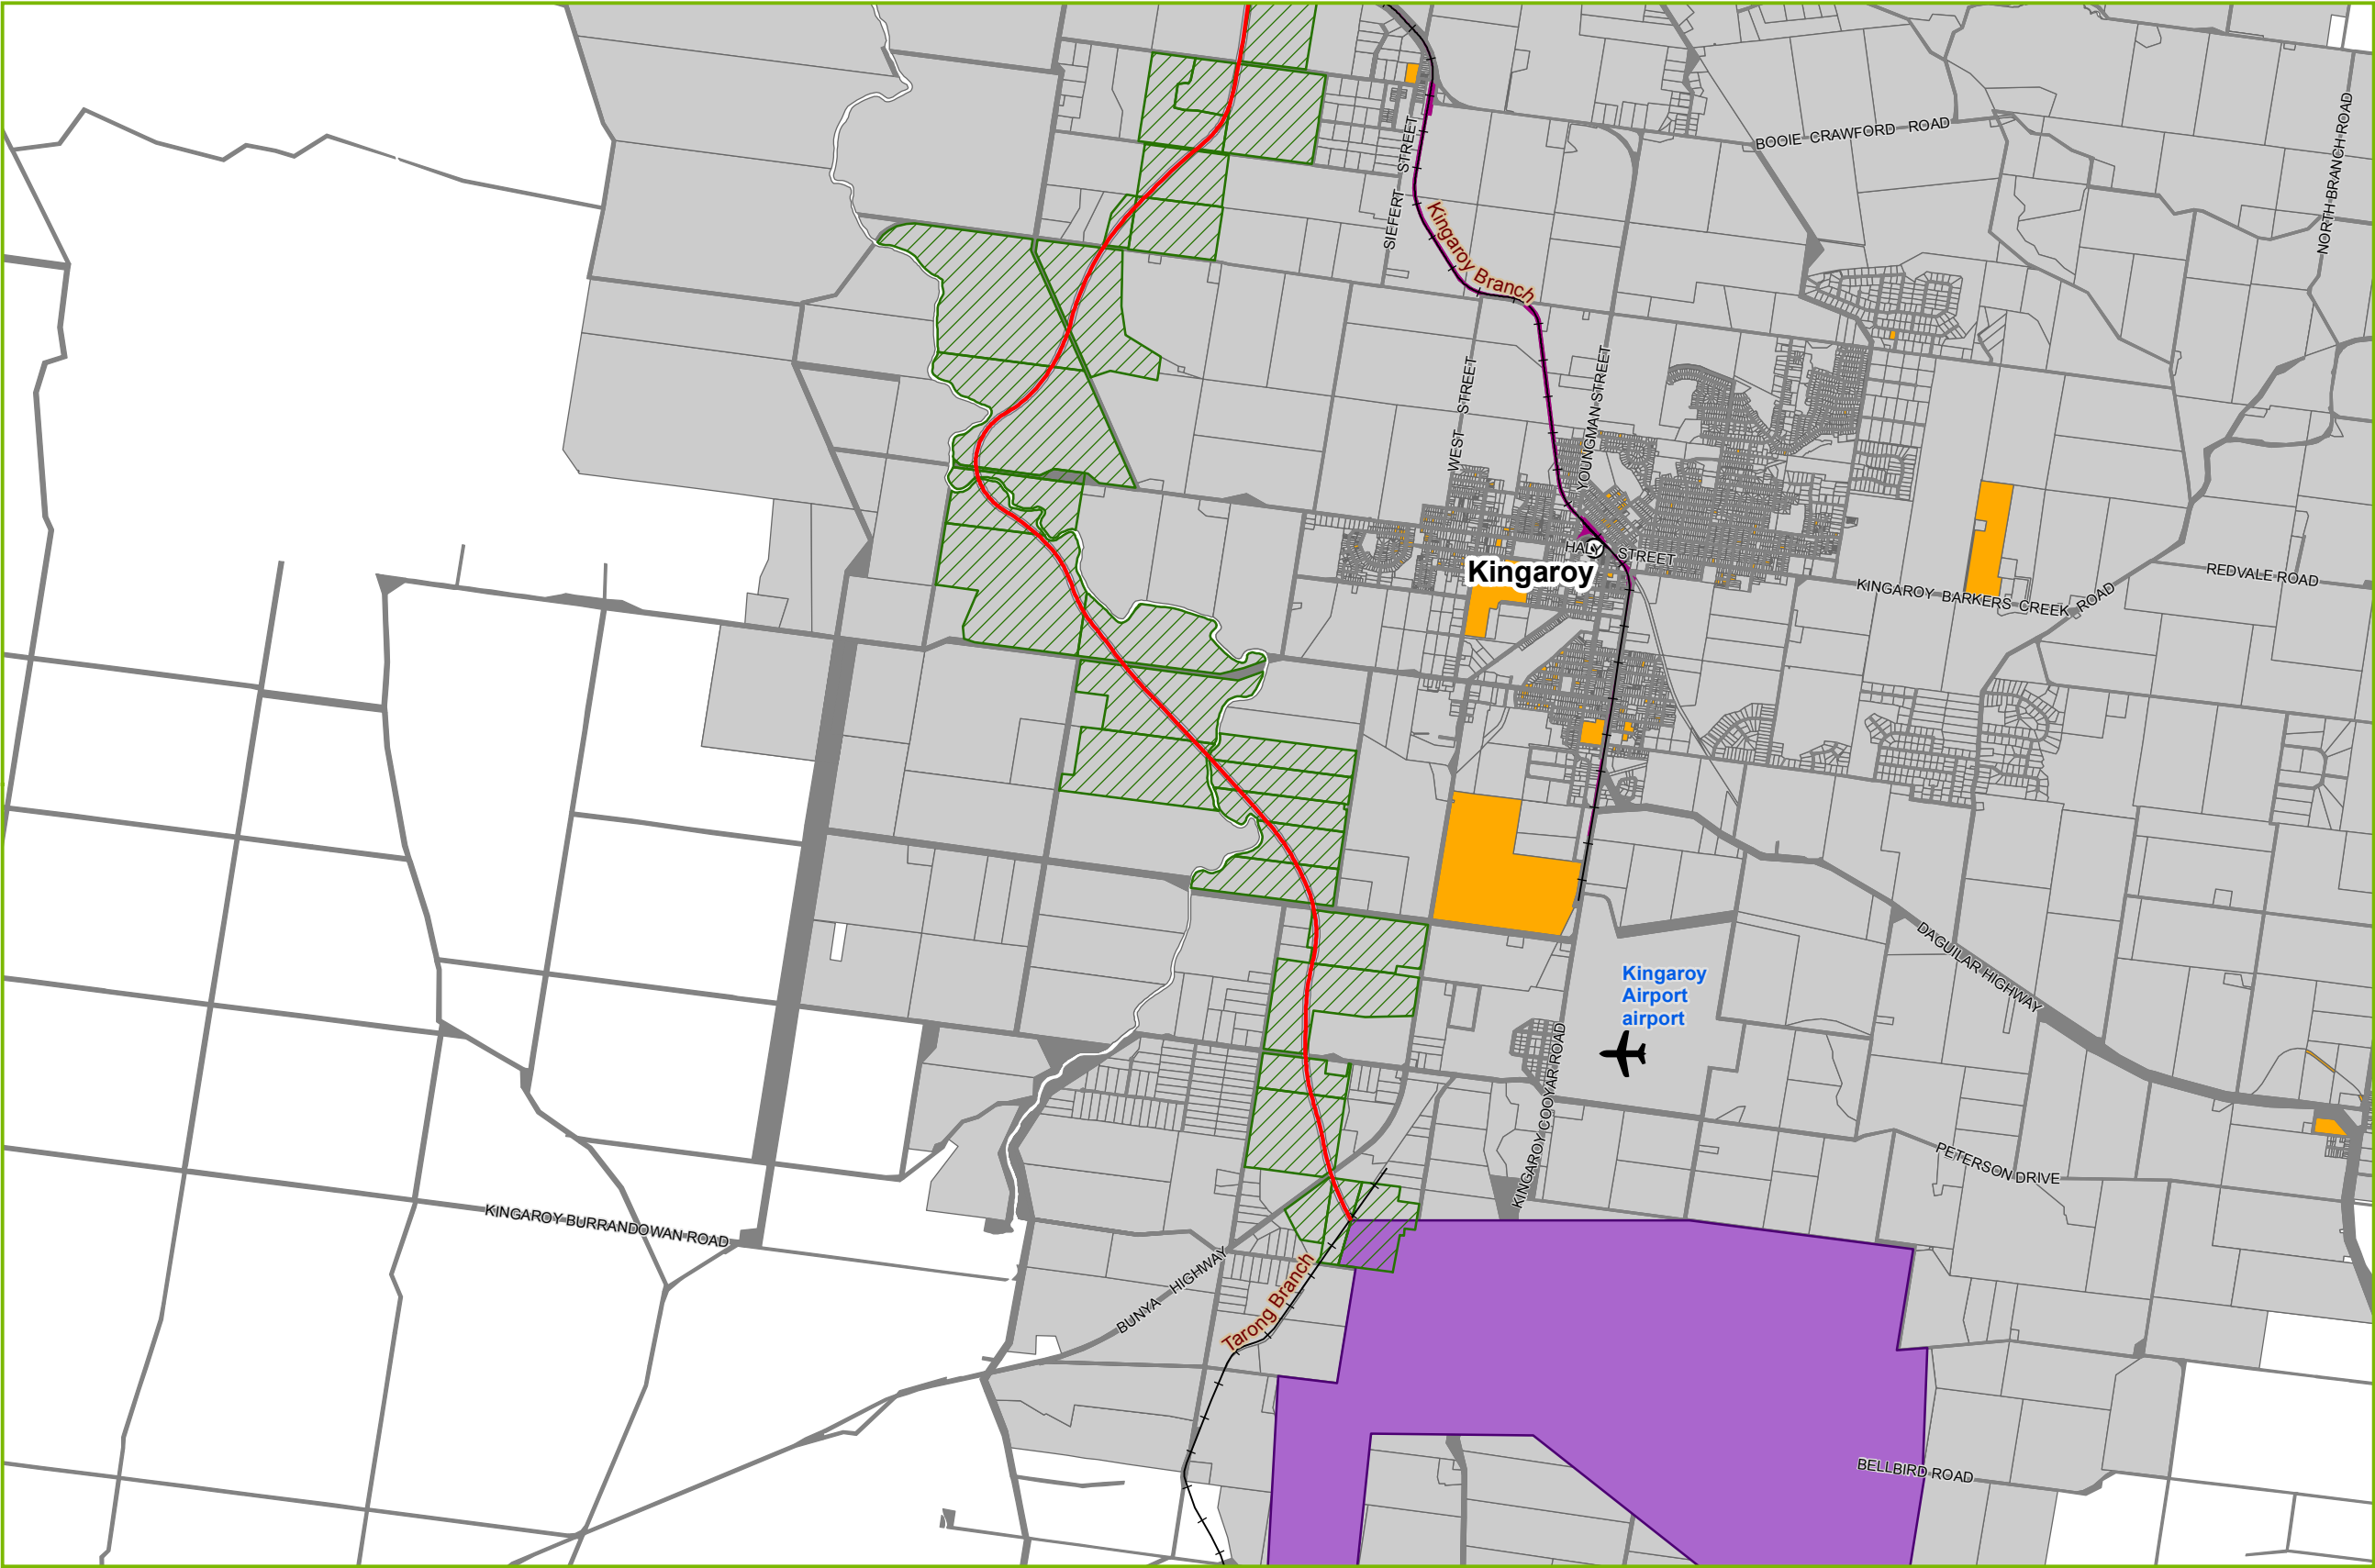 BOOIE CRAWFORD ROAD
NORTH BRANCH ROAD
SIEFERT STREET
Kingaroy Branch
WEST STREET
YOUNGMAN STREET
HALY STREET
Kingaroy
KINGAROY BARKERS CREEK ROAD
REDVALE ROAD
DAGUILAR HIGHWAY
Kingaroy
Airport
airport
KINGAROY COOYAR ROAD
PETERSON DRIVE
KINGAROY BURRANDOWAN ROAD
BUNYA HIGHWAY
Tarong Branch
BELLBIRD ROAD